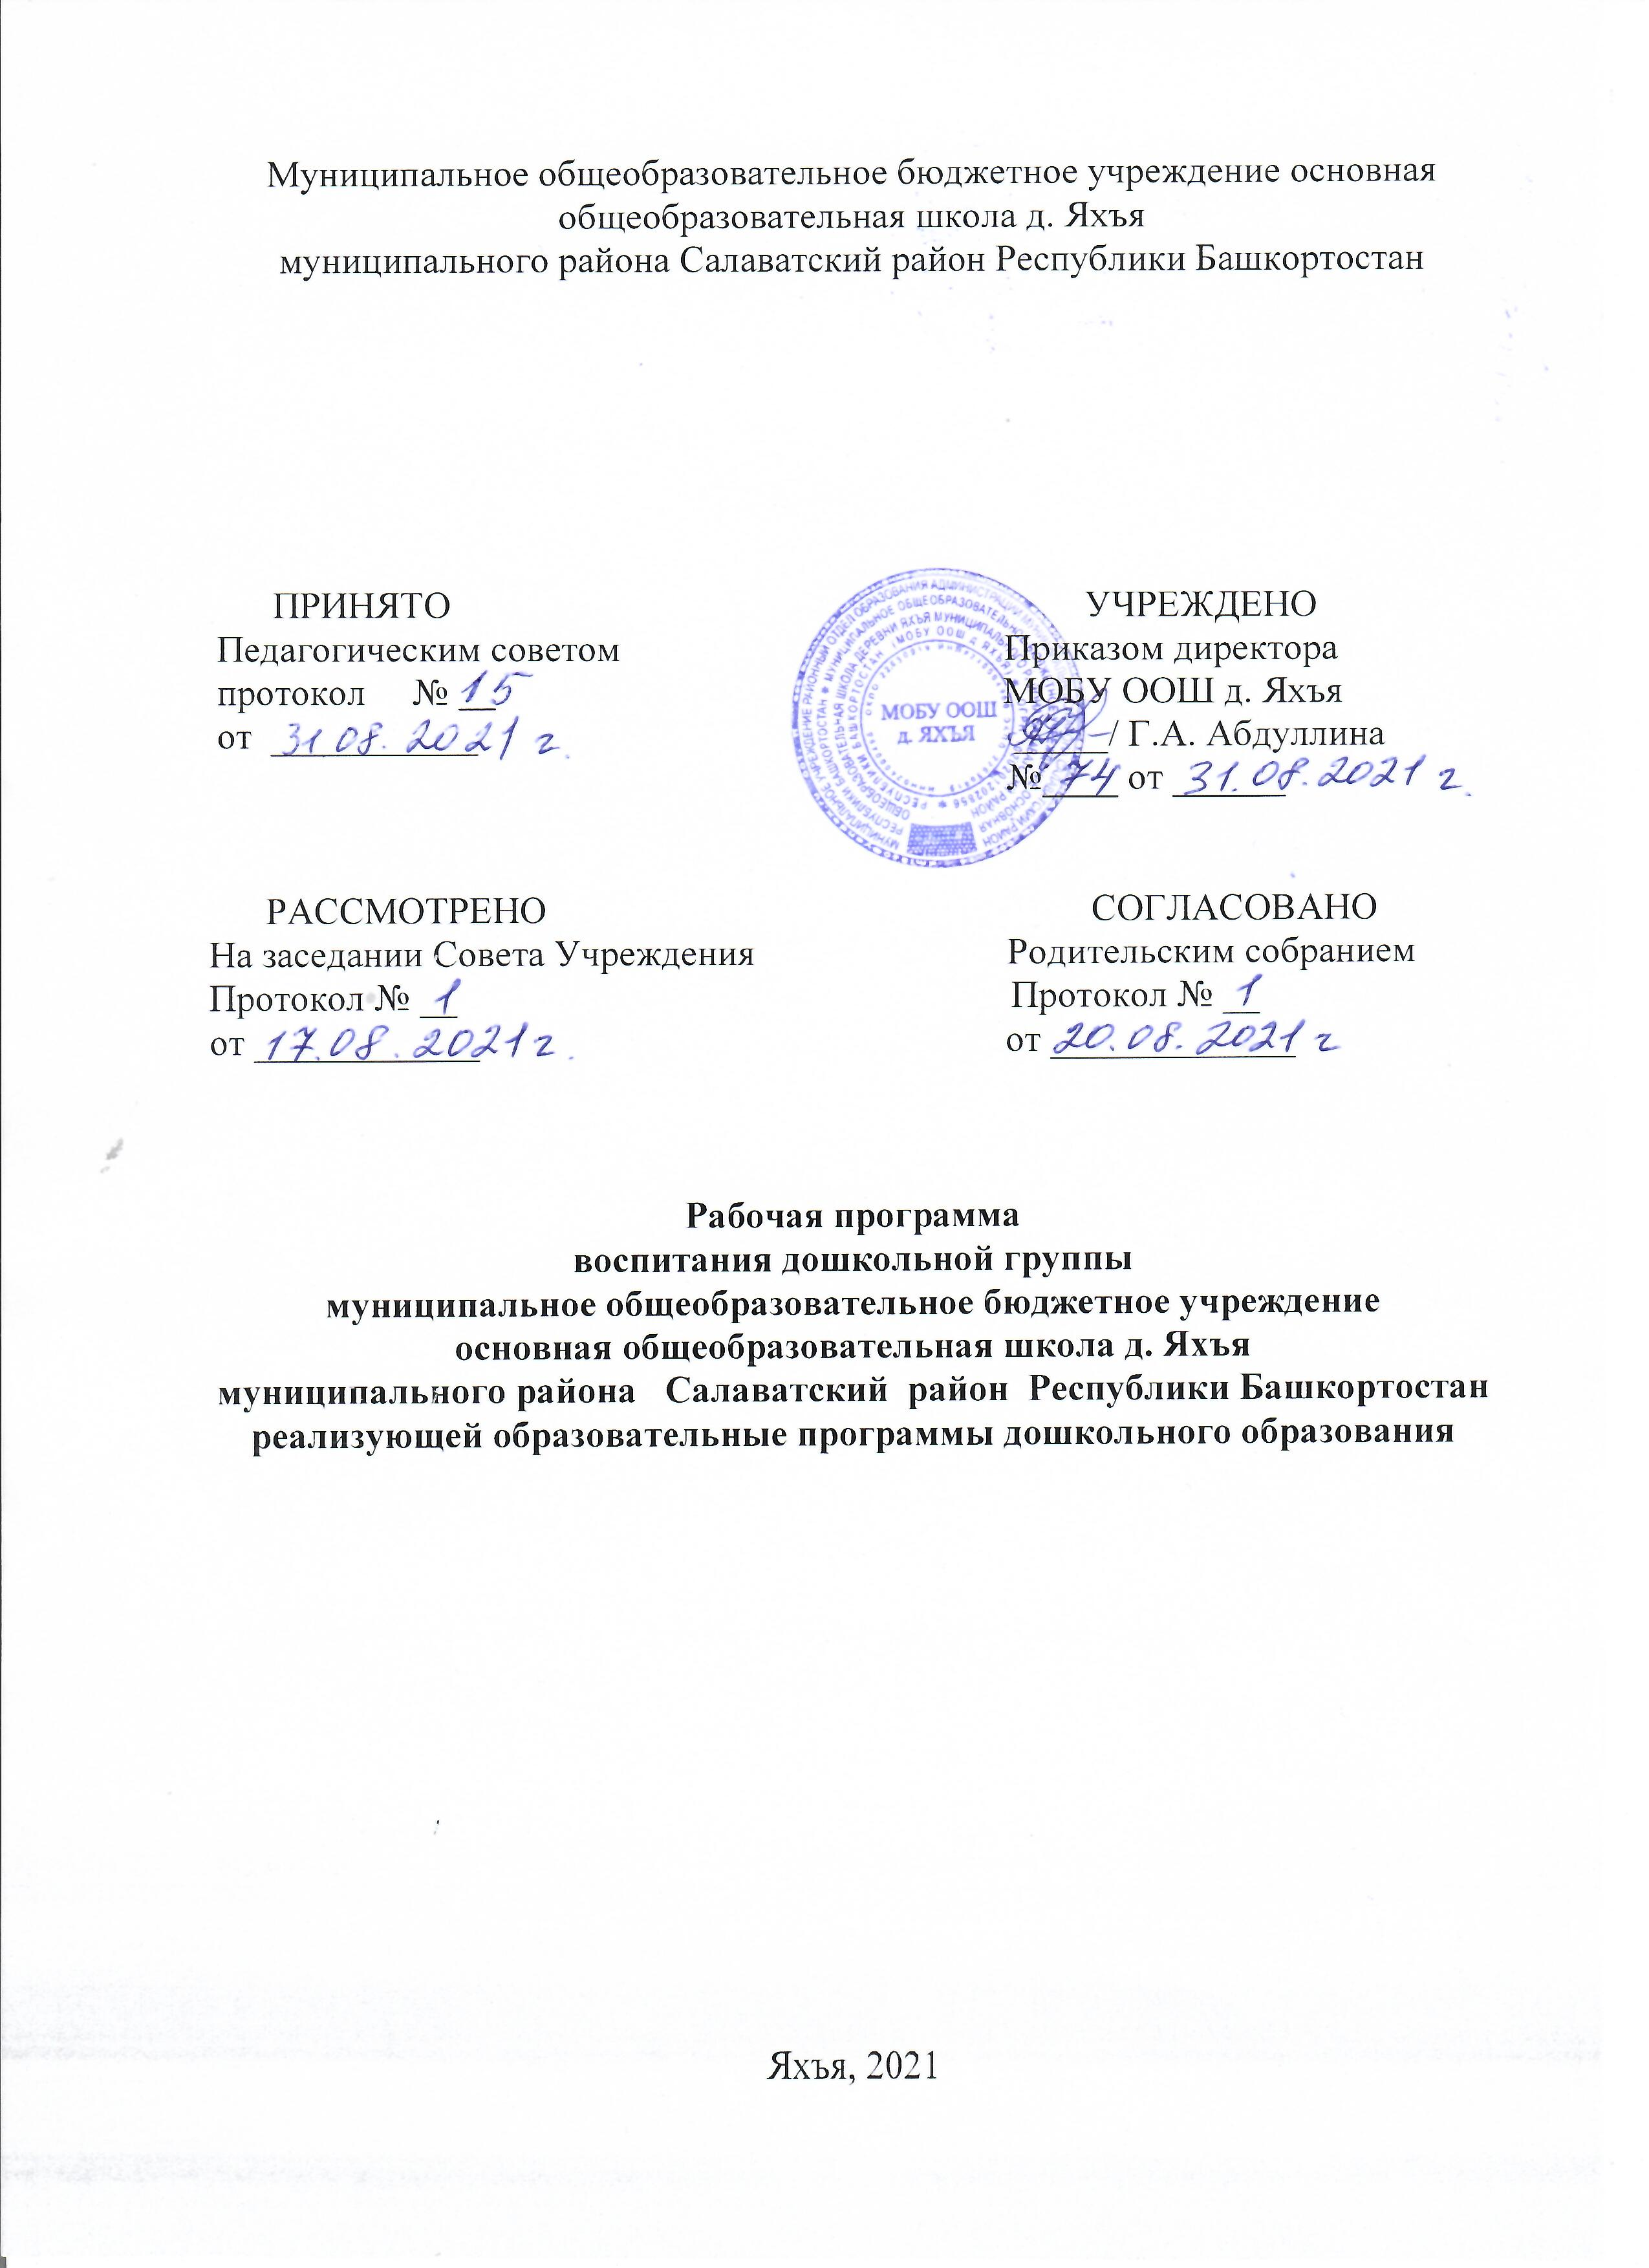 Муниципальное общеобразовательное бюджетное учреждение основная
общеобразовательная школа д. Яхъя
муниципального района Салаватский район Республики Башкортостан
ПРИНЯТО
Педагогическим советом
протокол № 15
от 31 08. 2021 г.
УЧРЕЖДЕНО
Приказом директора
МОБУ ООШ д. Яхъя
/ Г.А. Абдуллина
№ 74 от 31.08.2021 г.
МОБУ ООШ
д. ЯХЪЯ
РАССМОТРЕНО
На заседании Совета Учреждения
Протокол № 1
от 17.08.2021 г.
СОГЛАСОВАНО
Родительским собранием
Протокол № 1
от 20.08.2021 г
Рабочая программа
воспитания дошкольной группы
муниципальное общеобразовательное бюджетное учреждение
основная общеобразовательная школа д. Яхъя
муниципального района Салаватский район Республики Башкортостан
реализующей образовательные программы дошкольного образования
Яхъя, 2021